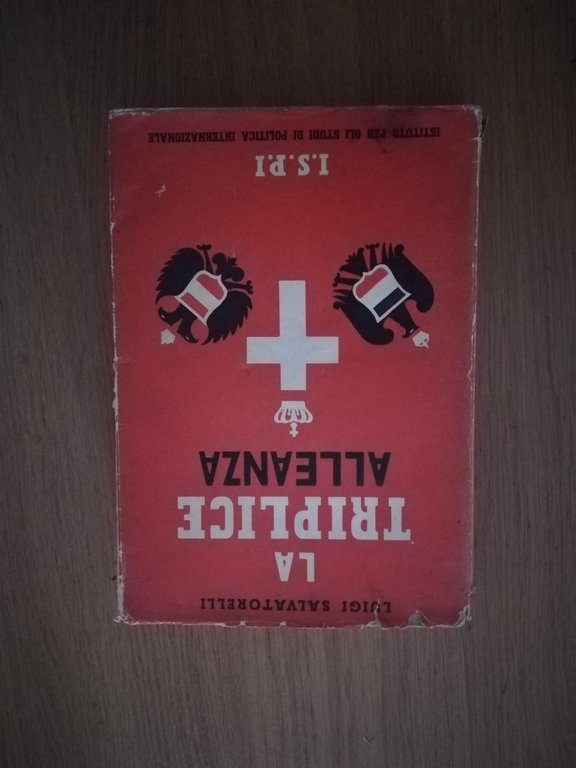 LUIGI SALVATORELLI
LA
TRIPLICE
ALLEANZA
I.S.P.I
ISTITUTO PER GLI STUDI DI POLITICA INTERNAZIONALE